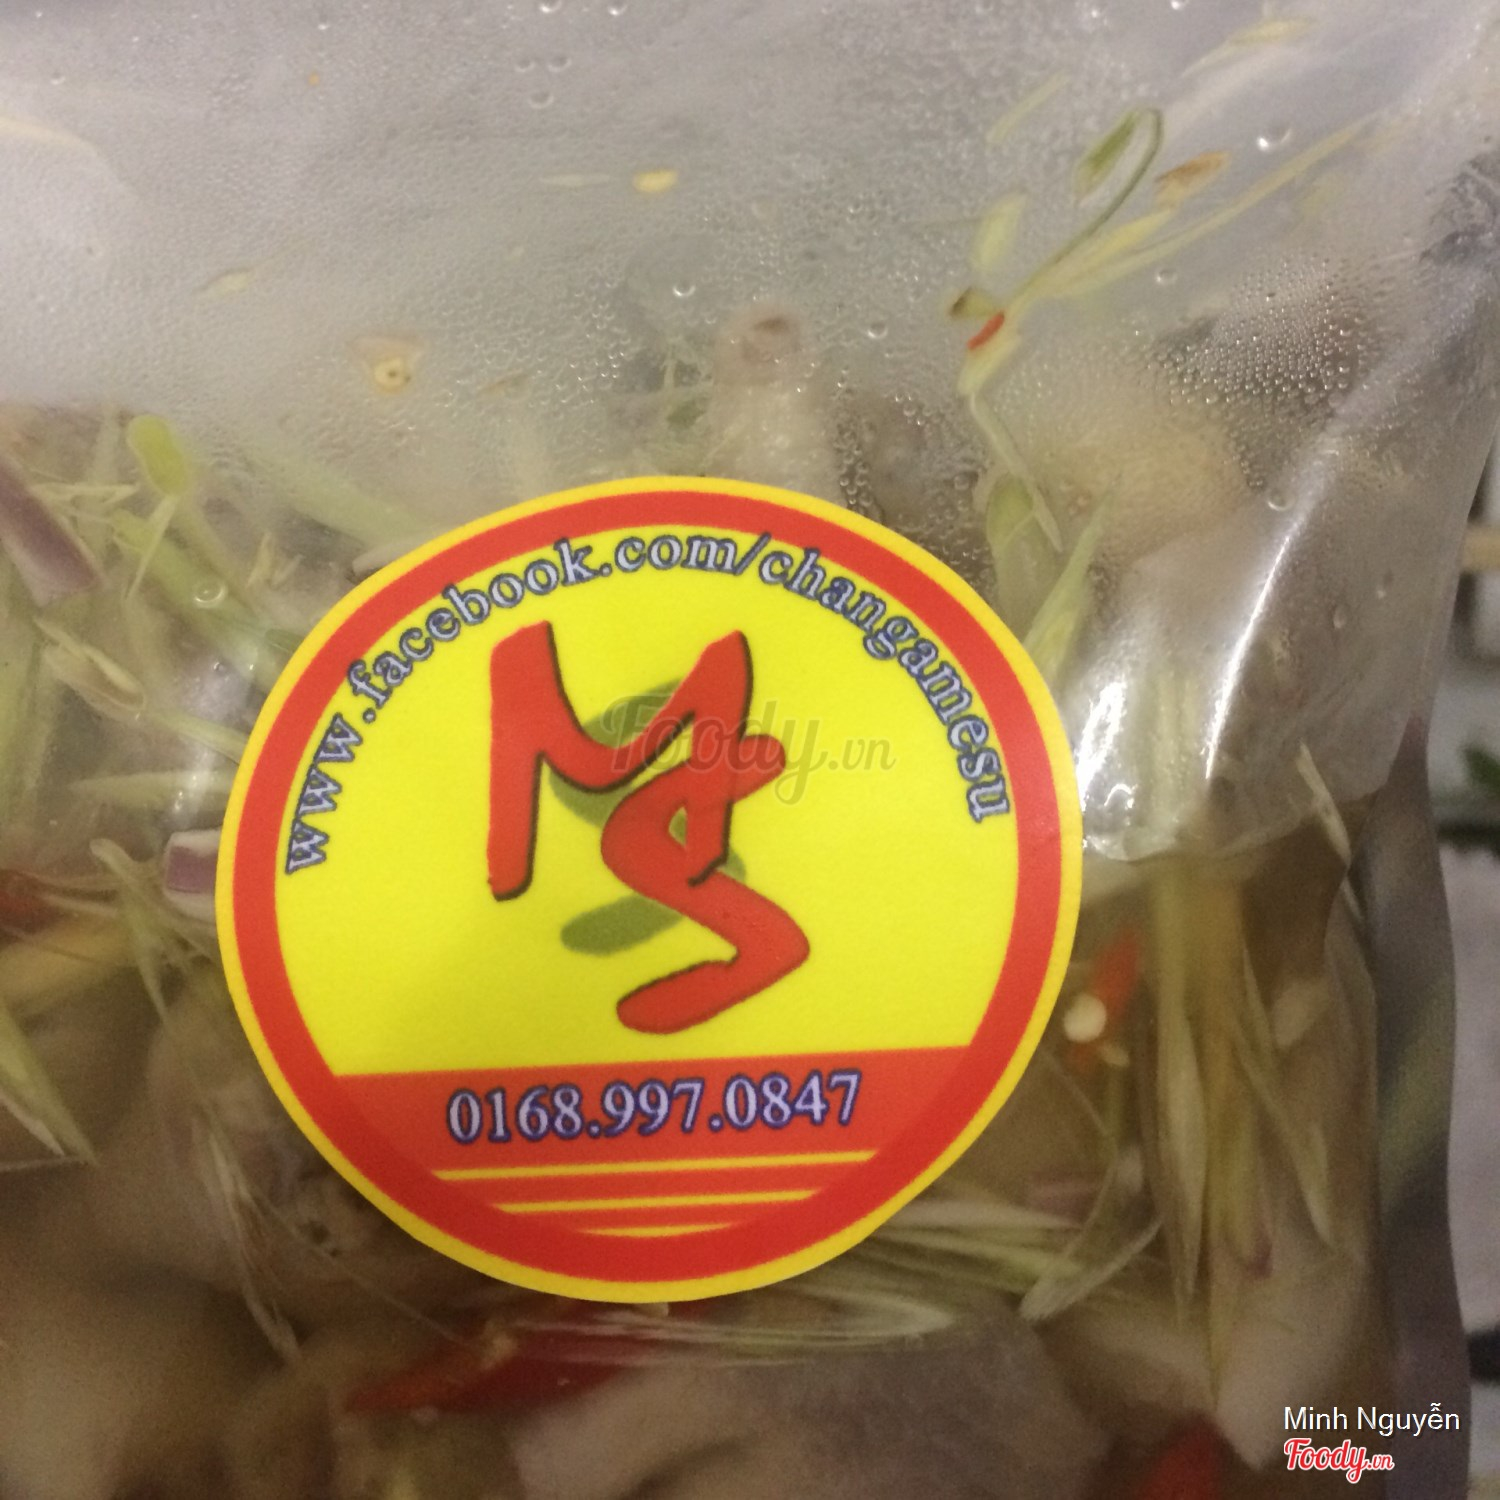 www.facebook.com/changamesu
MS
Foody.vn
0168.997.0847
Minh Nguyễn
Foody.vn